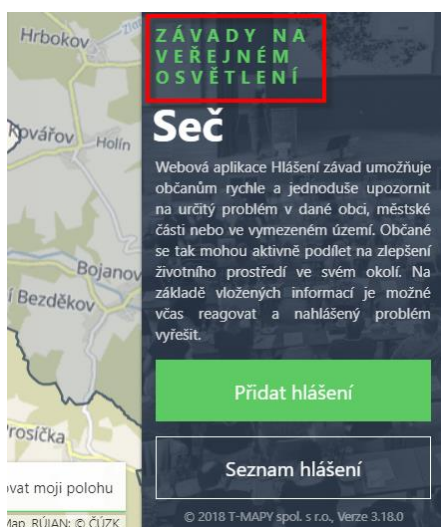 Hrbokov
ZÁVADY NA
VEŘEJNÉM
OSVĚTLENÍ
Kovářov
Holín
Seč
Webová aplikace Hlášení závad umožňuje
občanům rychle a jednoduše upozornit
na určitý problém v dané obci, městské
části nebo ve vymezeném území. Občané
se tak mohou aktivně podílet na zlepšení
životního prostředí ve svém okolí. Na
základě vložených informací je možné
včas reagovat a nahlášený problém
vyřešit.
Bojanov
í Bezděkov
Přidat hlášení
Prosíčka
Seznam hlášení
ovat moji polohu
Map, RÚIAN: © ČÚZK
© 2018 T-MAPY spol. s r.o., Verze 3.18.0